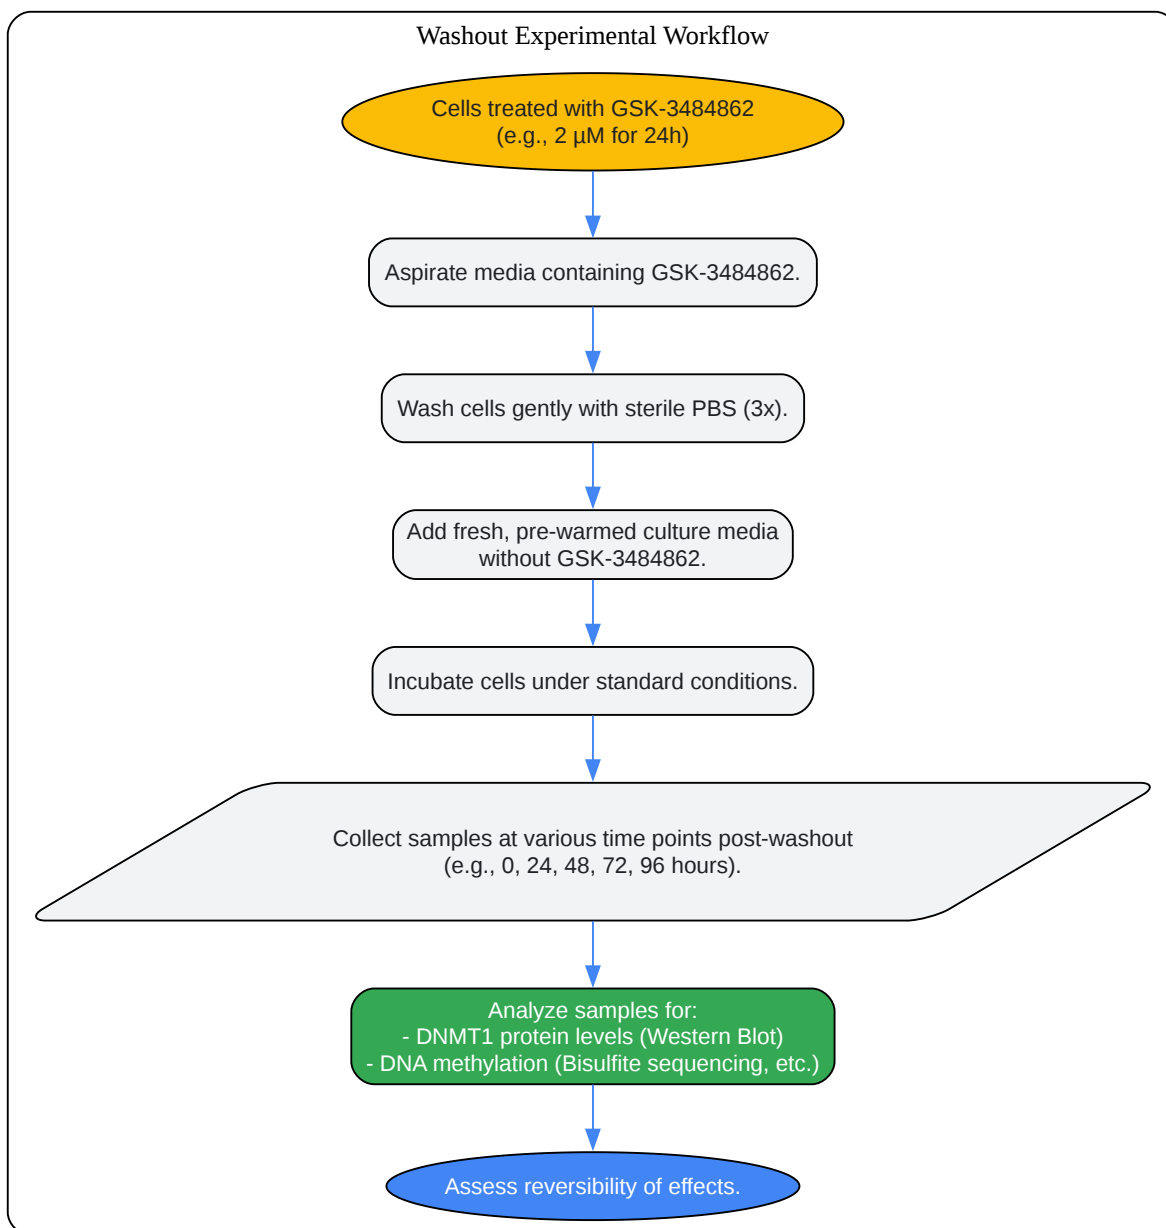 Washout Experimental Workflow
Cells treated with GSK-3484862
(e.g., 2 µM for 24h)
Aspirate media containing GSK-3484862.
Wash cells gently with sterile PBS (3x).
Add fresh, pre-warmed culture media
without GSK-3484862.
Incubate cells under standard conditions.
Collect samples at various time points post-washout
(e.g., 0, 24, 48, 72, 96 hours).
Analyze samples for:
- DNMT1 protein levels (Western Blot)
- DNA methylation (Bisulfite sequencing, etc.)
Assess reversibility of effects.